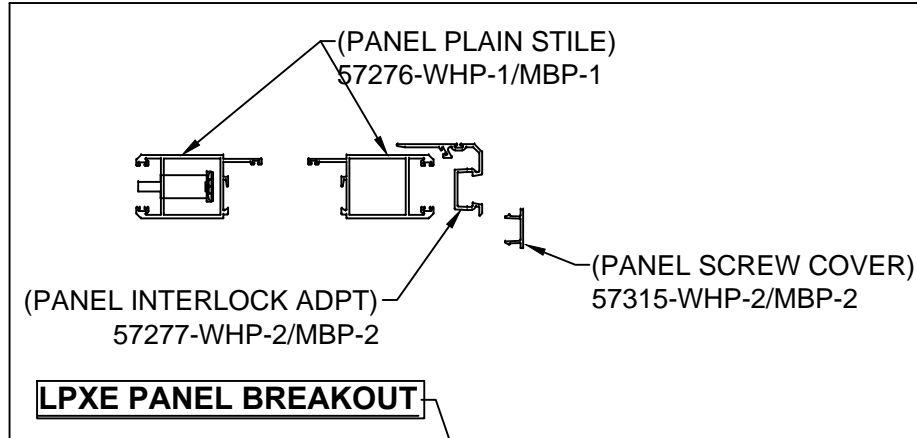 (PANEL PLAIN STILE)
57276-WHP-1/MBP-1
(PANEL SCREW COVER)
57315-WHP-2/MBP-2
(PANEL INTERLOCK ADPT)
57277-WHP-2/MBP-2
LPXE PANEL BREAKOUT